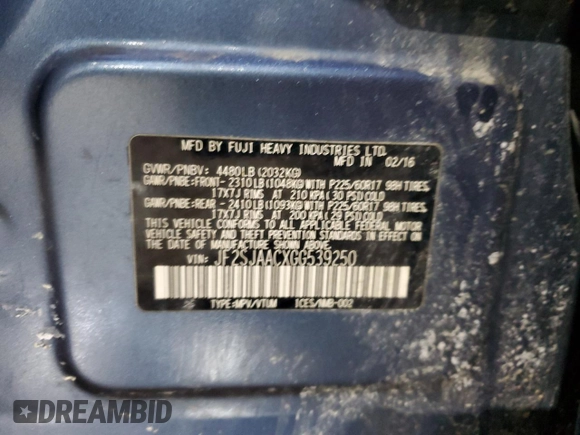 MFD BY FUJI HEAVY INDUSTRIES LTD.
MFD IN 02/16
GVWR/PNBV: 4480LB(2032KG)
GAWR/PNBE:FRONT- 2310LB(1048KG)WITH P225/60R17 98H TIRES,
17X7J RIMS AT 210 KPA(30 PSI)COLD
GAWR/PNBE:REAR - 2410LB(1093KG)WITH P225/60R17 98H TIRES,
17X7J RIMS AT 200 KPA(29 PSI)COLD
THIS VEHICLE CONFORMS TO ALL APPLICABLE U.S. FEDERAL MOTOR
VEHICLE SAFETY AND THEFT PREVENTION STANDARDS IN EFFECT ON THE
DATE OF MANUFACTURE SHOWN ABOVE.
VIN: JF2SJAACXGG539250
TYPE:MPV/VTUM ICES/NMB-002
DREAMBID